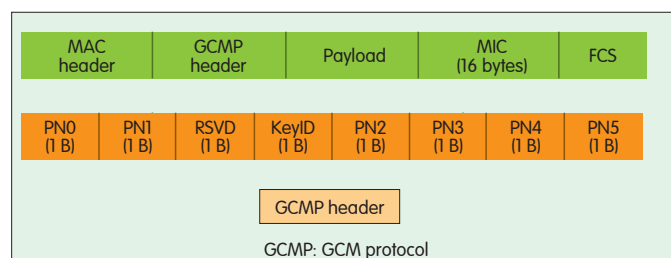 MAC header GCMP header Payload MIC (16 bytes) FCS
PN0 (1 B) PN1 (1 B) RSVD (1 B) KeyID (1 B) PN2 (1 B) PN3 (1 B) PN4 (1 B) PN5 (1 B)
GCMP header
GCMP: GCM protocol